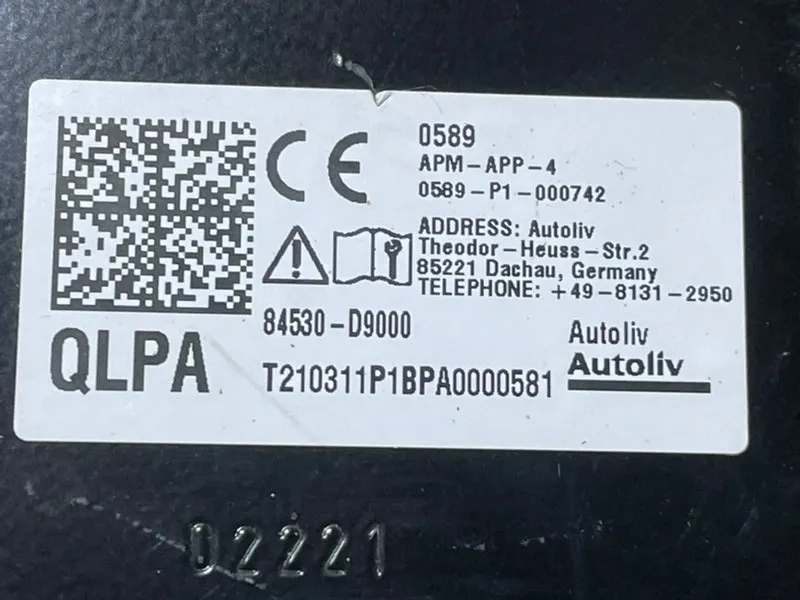 CE
0589
APM-APP-4
0589-P1-000742
ADDRESS: Autoliv
Theodor-Heuss-Str.2
85221 Dachau, Germany
TELEPHONE: +49-8131-2950
84530-D9000
QLPA
T210311P1BPA0000581
Autoliv
Autoliv
02221